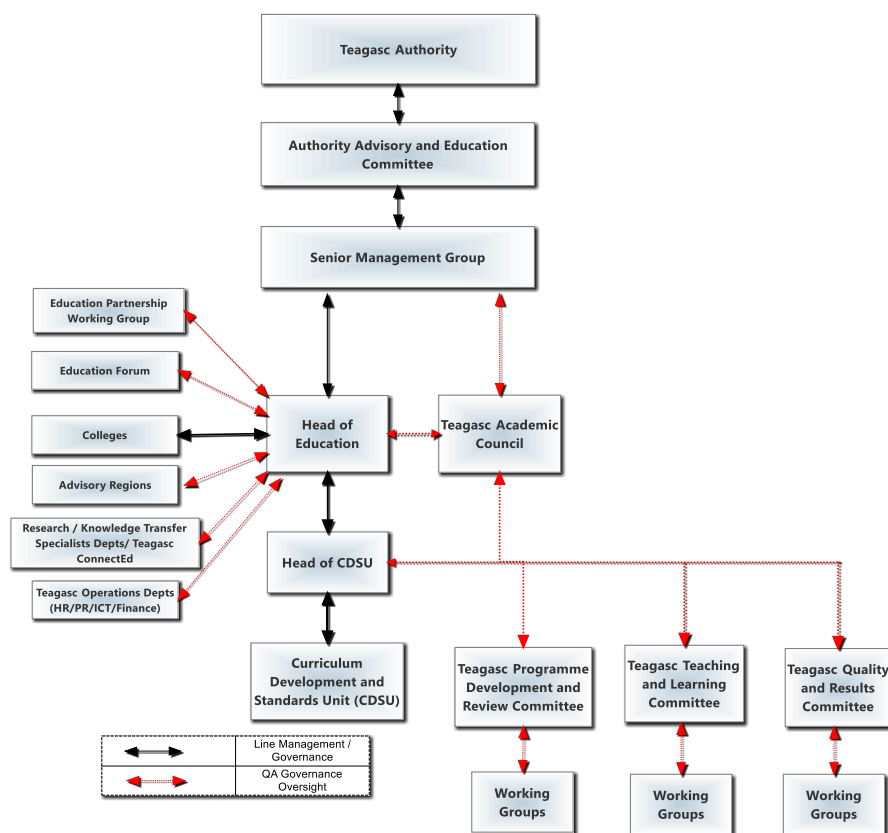 Teagasc Authority
Authority Advisory and Education
Committee
Senior Management Group
Education Partnership
Working Group
Education Forum
Colleges
Advisory Regions
Research / Knowledge Transfer
Specialists Depts/ Teagasc
ConnectEd
Teagasc Operations Depts
(HR/PR/ICT/Finance)
Head of
Education
Teagasc Academic
Council
Head of CDSU
Curriculum
Development and
Standards Unit (CDSU)
Teagasc Programme
Development and
Review Committee
Teagasc Teaching
and Learning
Committee
Teagasc Quality
and Results
Committee
Working
Groups
Working
Groups
Working
Groups
Line Management /
Governance
QA Governance
Oversight